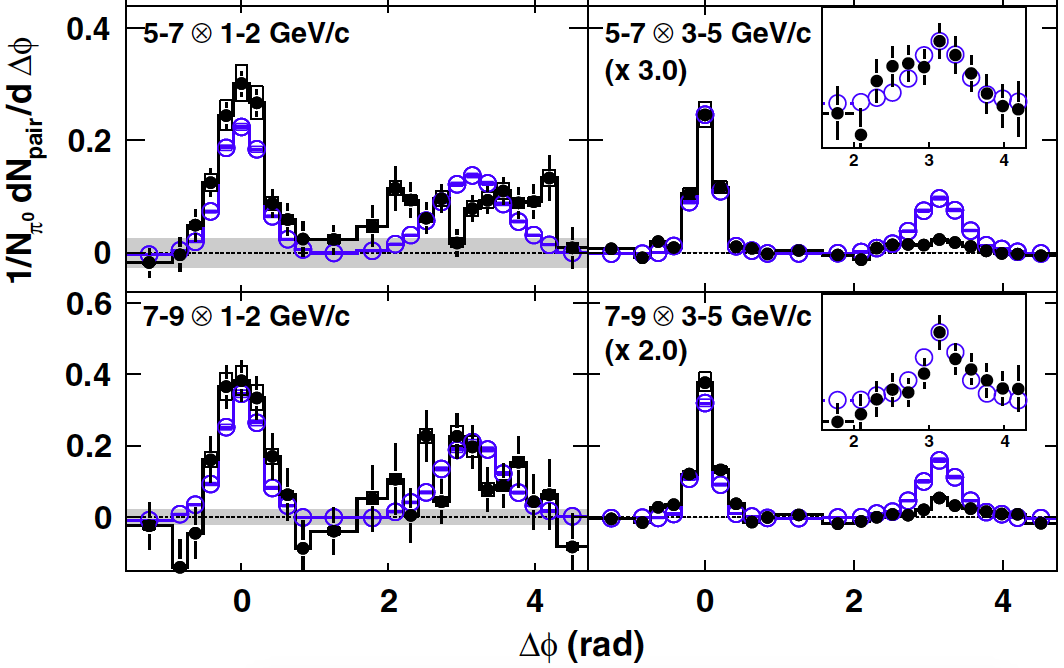 1/Nπ0 dNpair/d Δϕ
0.4
0.2
0
5-7 ⊗ 1-2 GeV/c
5-7 ⊗ 3-5 GeV/c
(x 3.0)
2 3 4
0.6
0.4
0.2
0
7-9 ⊗ 1-2 GeV/c
7-9 ⊗ 3-5 GeV/c
(x 2.0)
2 3 4
0 2 4 0 2 4
Δϕ (rad)